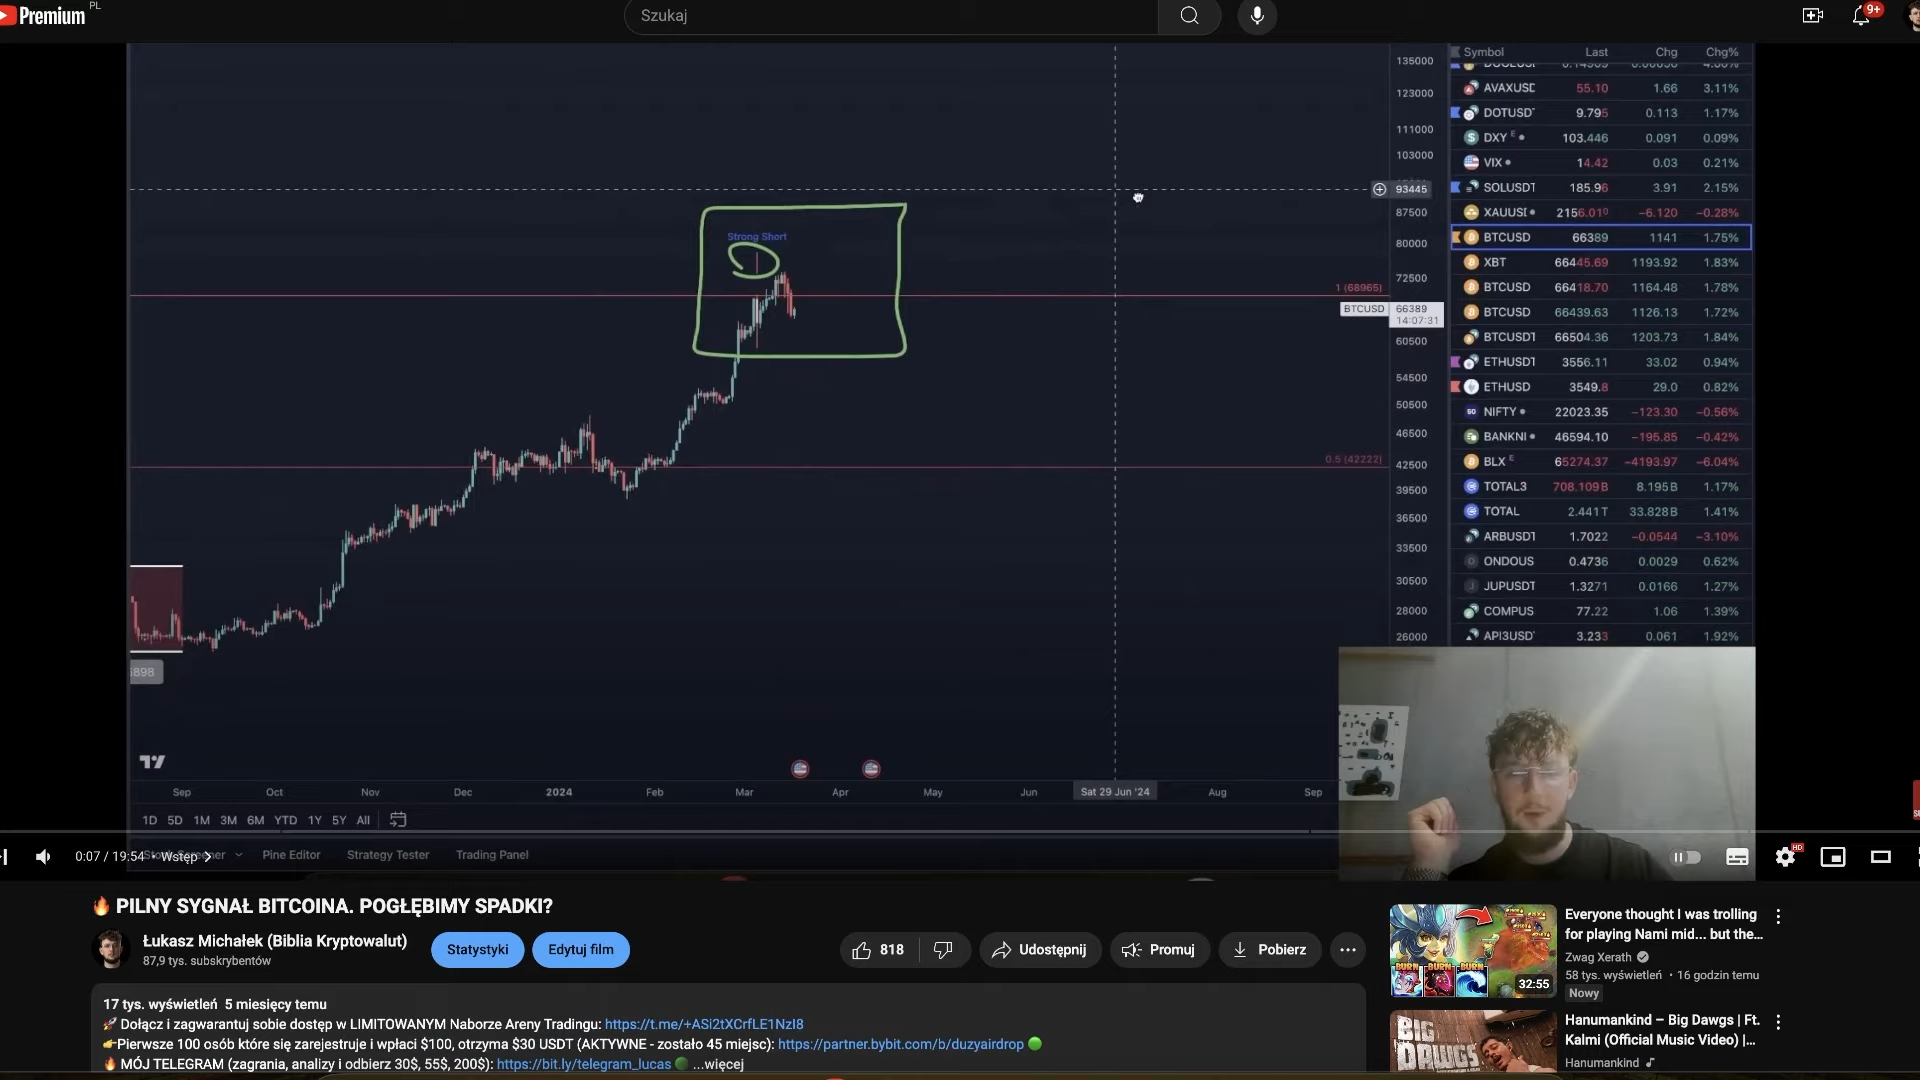 Premium PL
Szukaj
9+
Symbol Last Chg Chg%
AVAXUSD 55.10 1.66 3.11%
DOTUSDT 9.795 0.113 1.17%
DXY E 103.446 0.091 0.09%
VIX 14.42 0.03 0.21%
SOLUSDT 185.96 3.91 2.15%
XAUUSD 2156.010 −6.120 −0.28%
BTCUSD 66389 1141 1.75%
XBT 66445.69 1193.92 1.83%
BTCUSD 66418.70 1164.48 1.78%
BTCUSD 66439.63 1126.13 1.72%
BTCUSDT 66504.36 1203.73 1.84%
ETHUSDT 3556.11 33.02 0.94%
ETHUSD 3549.8 29.0 0.82%
NIFTY 22023.35 −123.30 −0.56%
BANKNI 46594.10 −195.85 −0.42%
BLX E 65274.37 −4193.97 −6.04%
TOTAL3 708.109B 8.195B 1.17%
TOTAL 2.441T 33.828B 1.41%
ARBUSDT 1.7022 −0.0544 −3.10%
ONDOUS 0.4736 0.0029 0.62%
JUPUSDT 1.3271 0.0166 1.27%
COMPUS 77.22 1.06 1.39%
API3USD 3.233 0.061 1.92%
135000
123000
111000
103000
93445
87500
80000
72500
60500
54500
50500
46500
42500
39500
36500
33500
30500
28000
26000
Strong Short
1 (68965)
BTCUSD 66389
14:07:31
0.5 (42222)
898
Sep Oct Nov Dec 2024 Feb Mar Apr May Jun Sat 29 Jun '24 Aug Sep
1D 5D 1M 3M 6M YTD 1Y 5Y All
0:07 / 19:54 • Wstęp
Pine Editor Strategy Tester Trading Panel
HD
🔥 PILNY SYGNAŁ BITCOINA. POGŁĘBIMY SPADKI?
Łukasz Michałek (Biblia Kryptowalut)
87,9 tys. subskrybentów
Statystyki
Edytuj film
818
Udostępnij
Promuj
Pobierz
17 tys. wyświetleń 5 miesięcy temu
🚀 Dołącz i zagwarantuj sobie dostęp w LIMITOWANYM Naborze Areny Tradingu: https://t.me/+ASi2tXCrfLE1NzI8
👉Pierwsze 100 osób które się zarejestruje i wpłaci $100, otrzyma $30 USDT (AKTYWNE - zostało 45 miejsc): https://partner.bybit.com/b/duzyairdrop 🟢
🔥 MÓJ TELEGRAM (zagrania, analizy i odbierz 30$, 55$, 200$): https://bit.ly/telegram_lucas ...więcej
BURN BURN BURN
32:55
Everyone thought I was trolling
for playing Nami mid... but the...
Zwag Xerath
58 tys. wyświetleń • 16 godzin temu
Nowy
BIG
DAWGS
Hanumankind – Big Dawgs | Ft.
Kalmi (Official Music Video) |...
Hanumankind